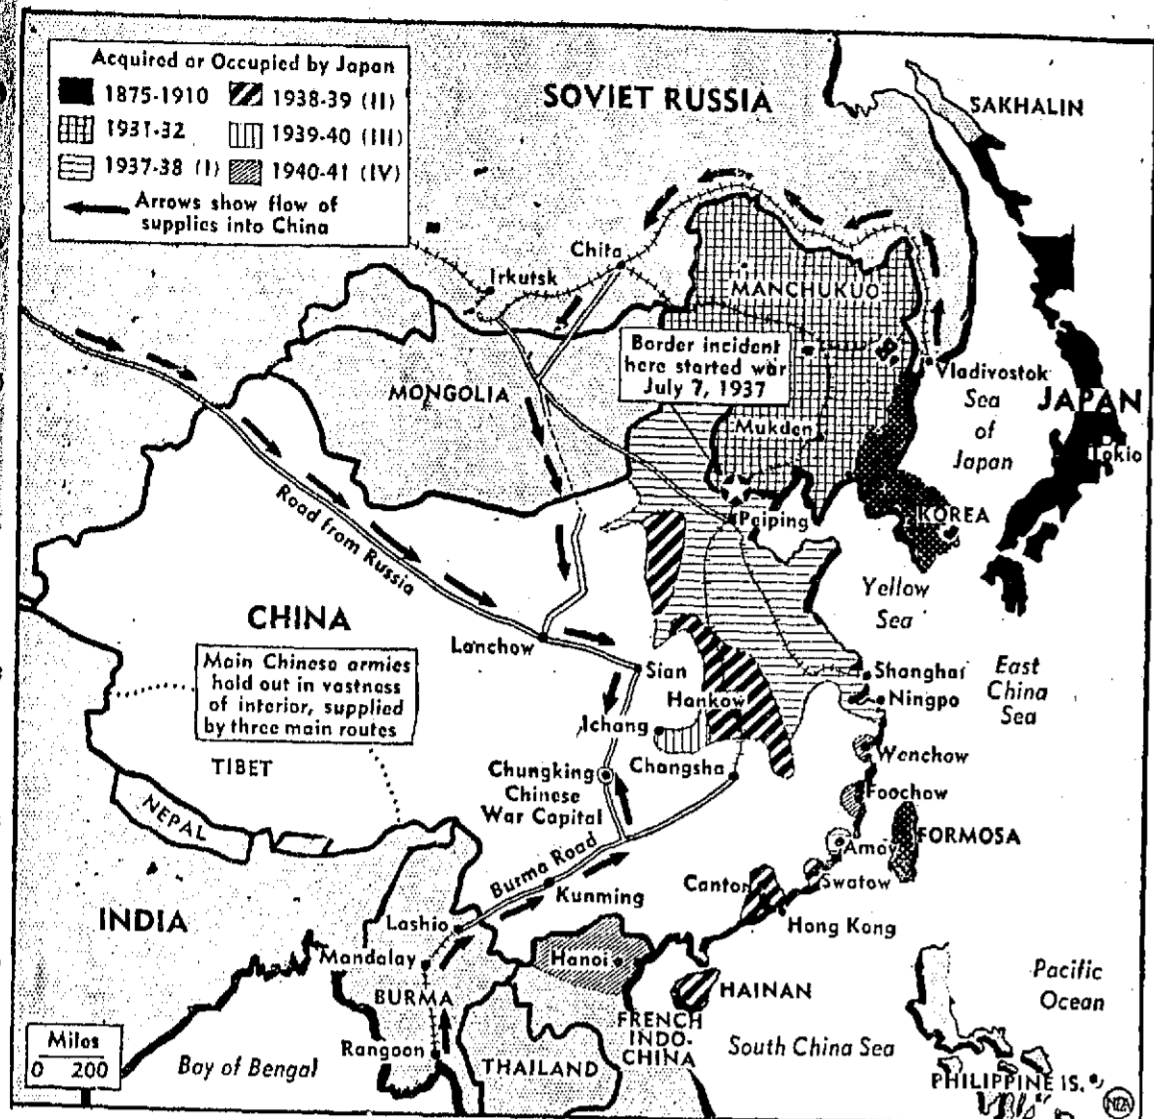 Acquired or Occupied by Japan
1875-1910
1938-39 (II)
1931-32
1939-40 (III)
1937-38 (I)
1940-41 (IV)
Arrows show flow of
supplies into China
SOVIET RUSSIA
SAKHALIN
Chita
Irkutsk
MANCHUKUO
Border incident
here started war
July 7, 1937
Vladivostok
MONGOLIA
Sea
of
Japan
JAPAN
Mukden
Tokio
Road from Russia
Peiping
KOREA
Yellow
Sea
CHINA
Lanchow
Main Chinese armies
hold out in vastness
of interior, supplied
by three main routes
Sian
Shanghai
East
China
Sea
Hankow
Ningpo
Ichang
TIBET
Wenchow
Chungking
Chinese
War Capital
Changsha
NEPAL
Foochow
FORMOSA
Amoy
Burma Road
Swatow
Canton
Kunming
INDIA
Lashio
Hong Kong
Mandalay
Hanoi
Pacific
Ocean
BURMA
HAINAN
FRENCH
INDO-
CHINA
Miles
0 200
Rangoon
South China Sea
Bay of Bengal
THAILAND
PHILIPPINE IS.
NEA